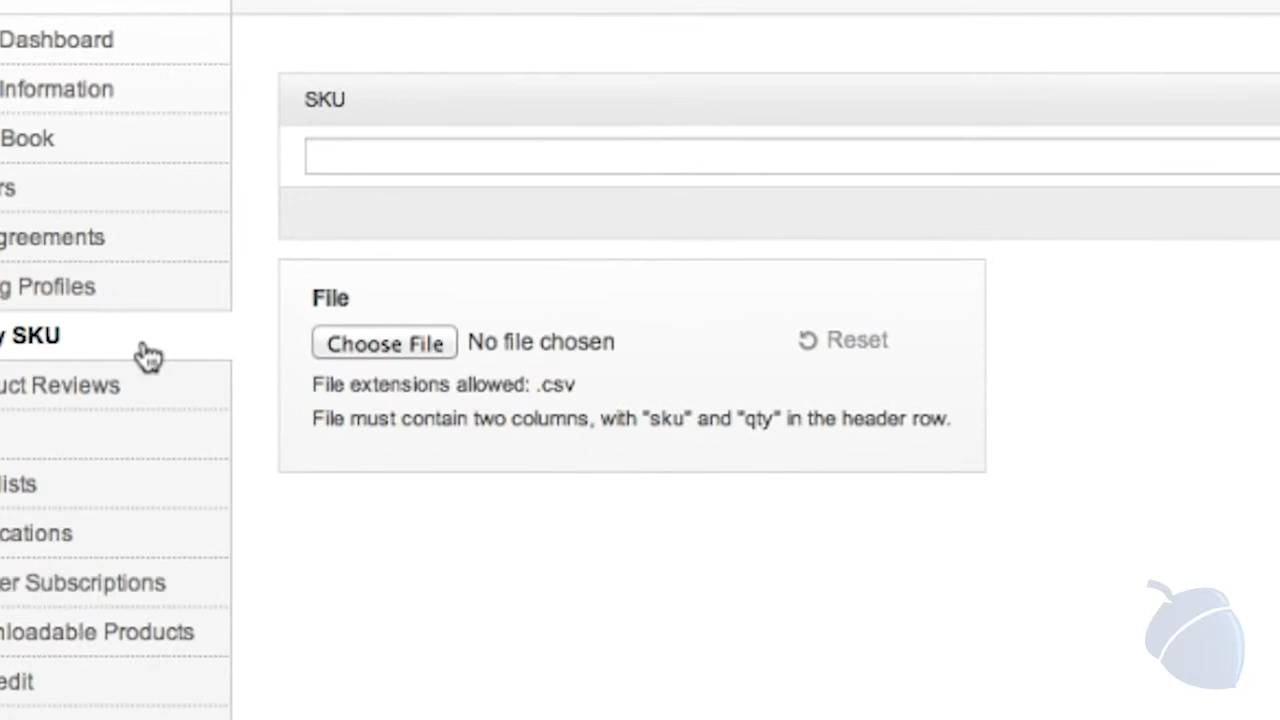 Dashboard
Information
Book
rs
greements
g Profiles
y SKU
uct Reviews
lists
cations
er Subscriptions
nloadable Products
edit
SKU
File
Choose File No file chosen
Reset
File extensions allowed: .csv
File must contain two columns, with "sku" and "qty" in the header row.